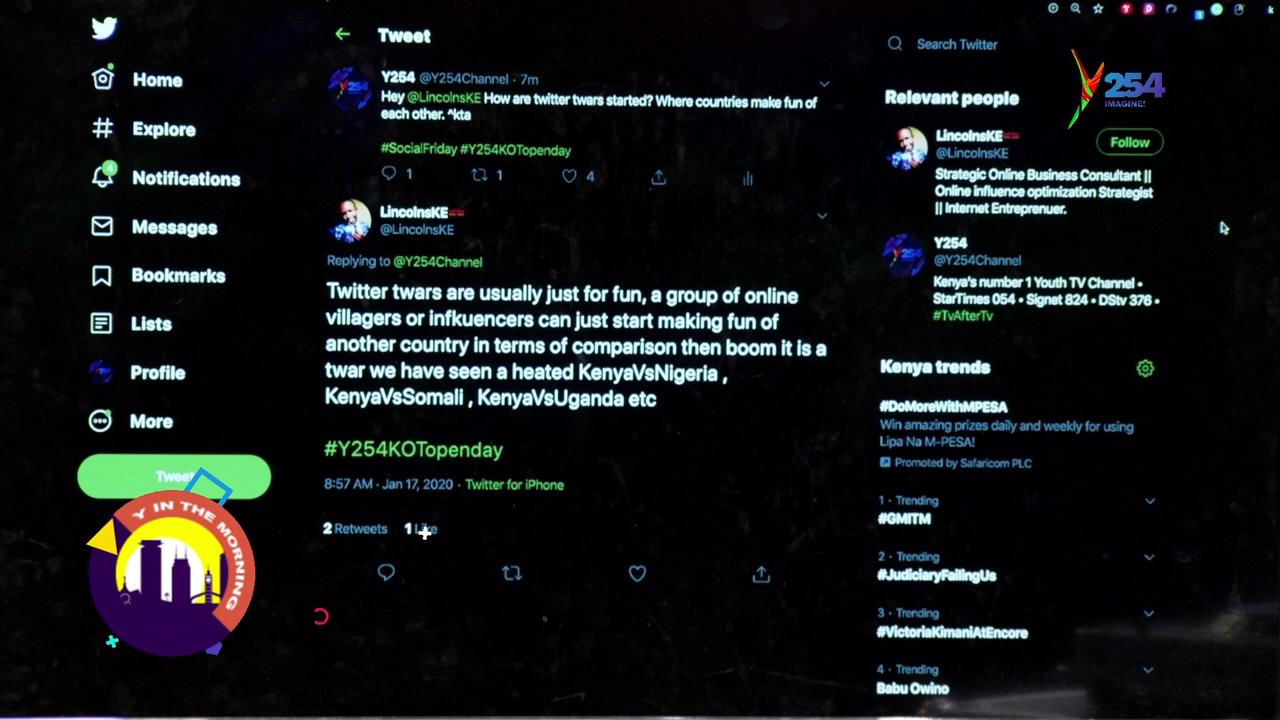 Home
Explore
4
Notifications
Messages
Bookmarks
Lists
Profile
More
Tweet
Y IN THE MORNING
Tweet
Y254 @Y254Channel · 7m
Hey @LincolnsKE How are twitter twars started? Where countries make fun of
each other. ^kta
#SocialFriday #Y254KOTopenday
1 1 4
LincolnsKE
@LincolnsKE
Replying to @Y254Channel
Twitter twars are usually just for fun, a group of online
villagers or infkuencers can just start making fun of
another country in terms of comparison then boom it is a
twar we have seen a heated KenyaVsNigeria ,
KenyaVsSomali , KenyaVsUganda etc
#Y254KOTopenday
8:57 AM · Jan 17, 2020 · Twitter for iPhone
2 Retweets 1 Like
Search Twitter
Y254
IMAGINE!
Relevant people
LincolnsKE
@LincolnsKE
Follow
Strategic Online Business Consultant ||
Online influence optimization Strategist
|| Internet Entreprenuer.
Y254
@Y254Channel
Kenya's number 1 Youth TV Channel •
StarTimes 054 • Signet 824 • DStv 376 •
#TvAfterTv
Kenya trends
#DoMoreWithMPESA
Win amazing prizes daily and weekly for using
Lipa Na M-PESA!
Promoted by Safaricom PLC
1 · Trending
#GMITM
2 · Trending
#JudiciaryFailingUs
3 · Trending
#VictoriaKimaniAtEncore
4 · Trending
Babu Owino